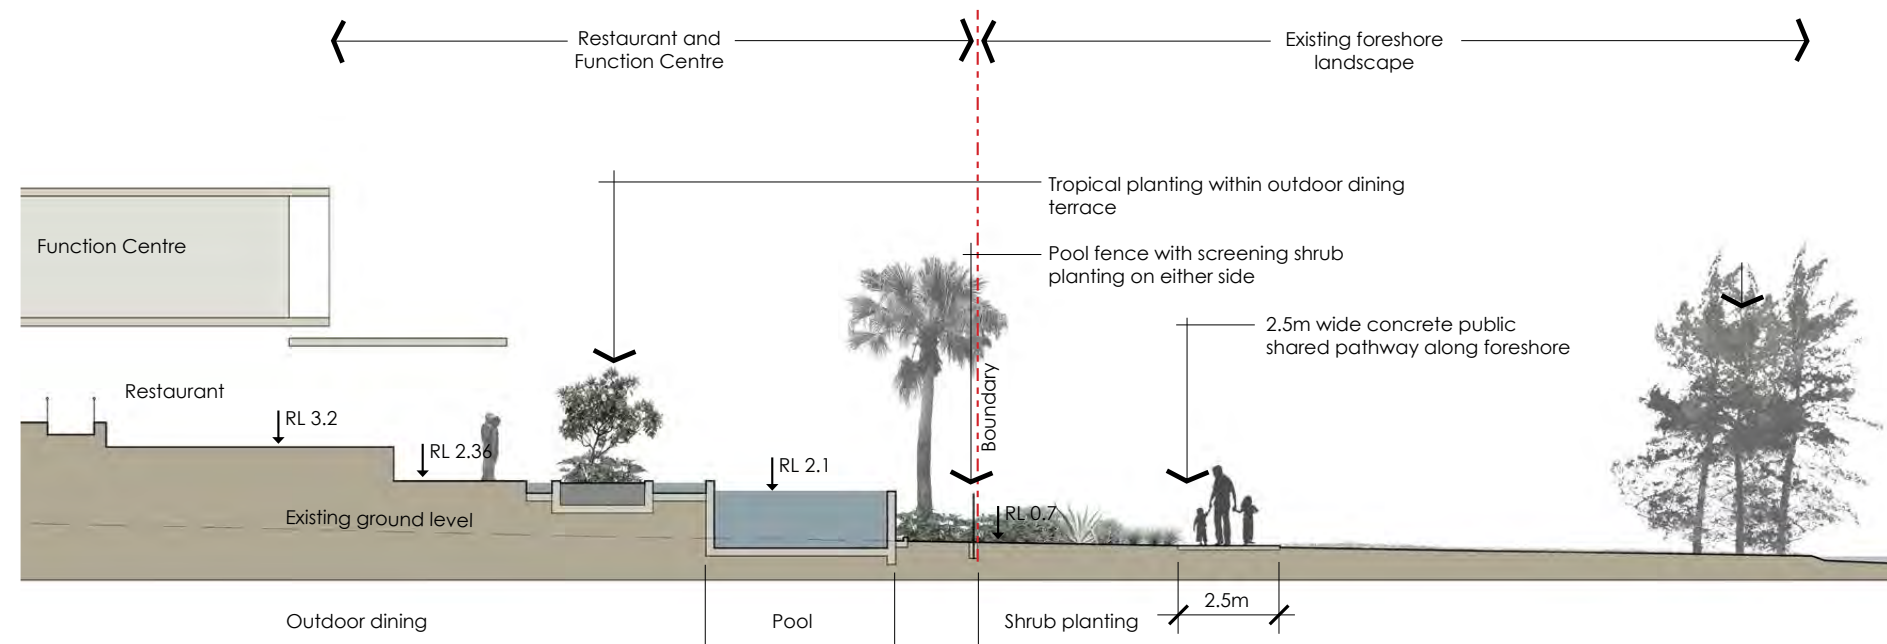 Restaurant and
Function Centre
Existing foreshore
landscape
Tropical planting within outdoor dining
terrace
Function Centre
Pool fence with screening shrub
planting on either side
2.5m wide concrete public
shared pathway along foreshore
Boundary
Restaurant
RL 3.2
RL 2.36
RL 2.1
RL 0.7
Existing ground level
2.5m
Outdoor dining
Pool
Shrub planting